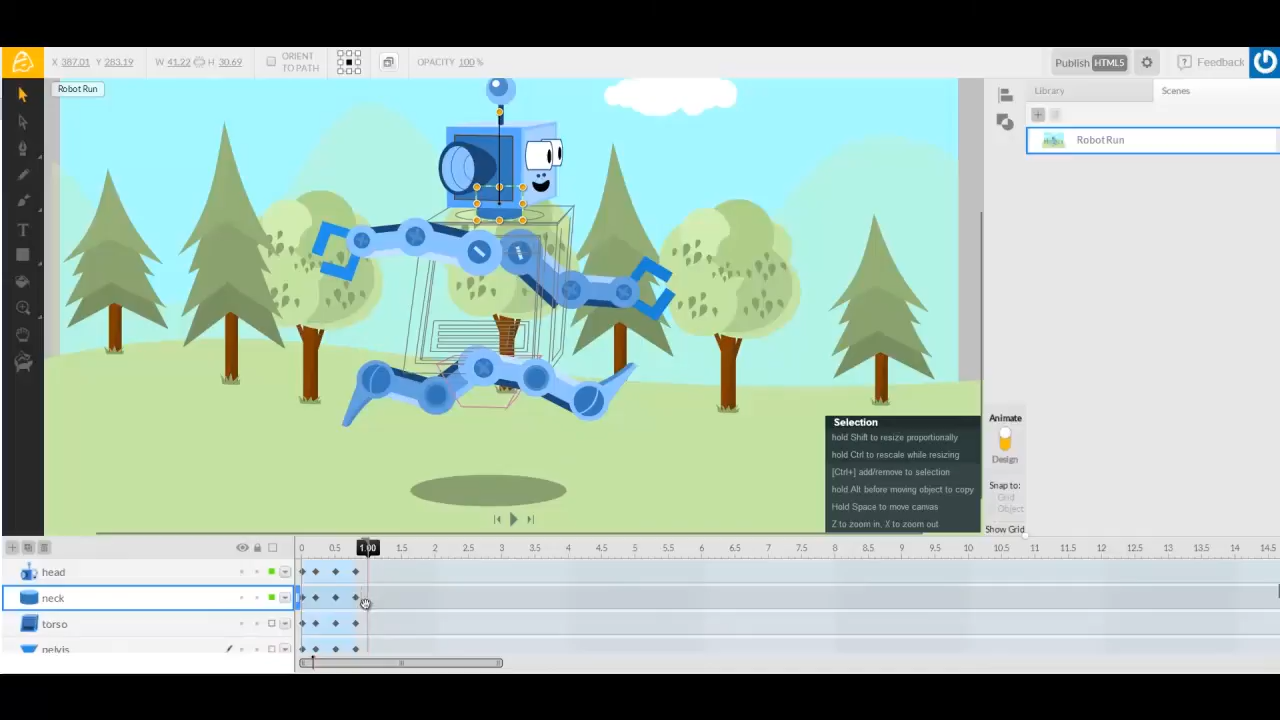 X 387.01 Y 283.19 W 41.22 H 30.69 ORIENT TO PATH OPACITY 100 % Publish HTML5 ? Feedback
Robot Run
Library Scenes
Robot Run
T
Selection
hold Shift to resize proportionally
hold Ctrl to rescale while resizing
[Ctrl+] add/remove to selection
hold Alt before moving object to copy
Hold Space to move canvas
Z to zoom in, X to zoom out
Animate
Design
Snap to:
Grid
Object
Show Grid
0 0.5 1.00 1.5 2 2.5 3 3.5 4 4.5 5 5.5 6 6.5 7 7.5 8 8.5 9 9.5 10 10.5 11 11.5 12 12.5 13 13.5 14 14.5
head
neck
torso
pelvis